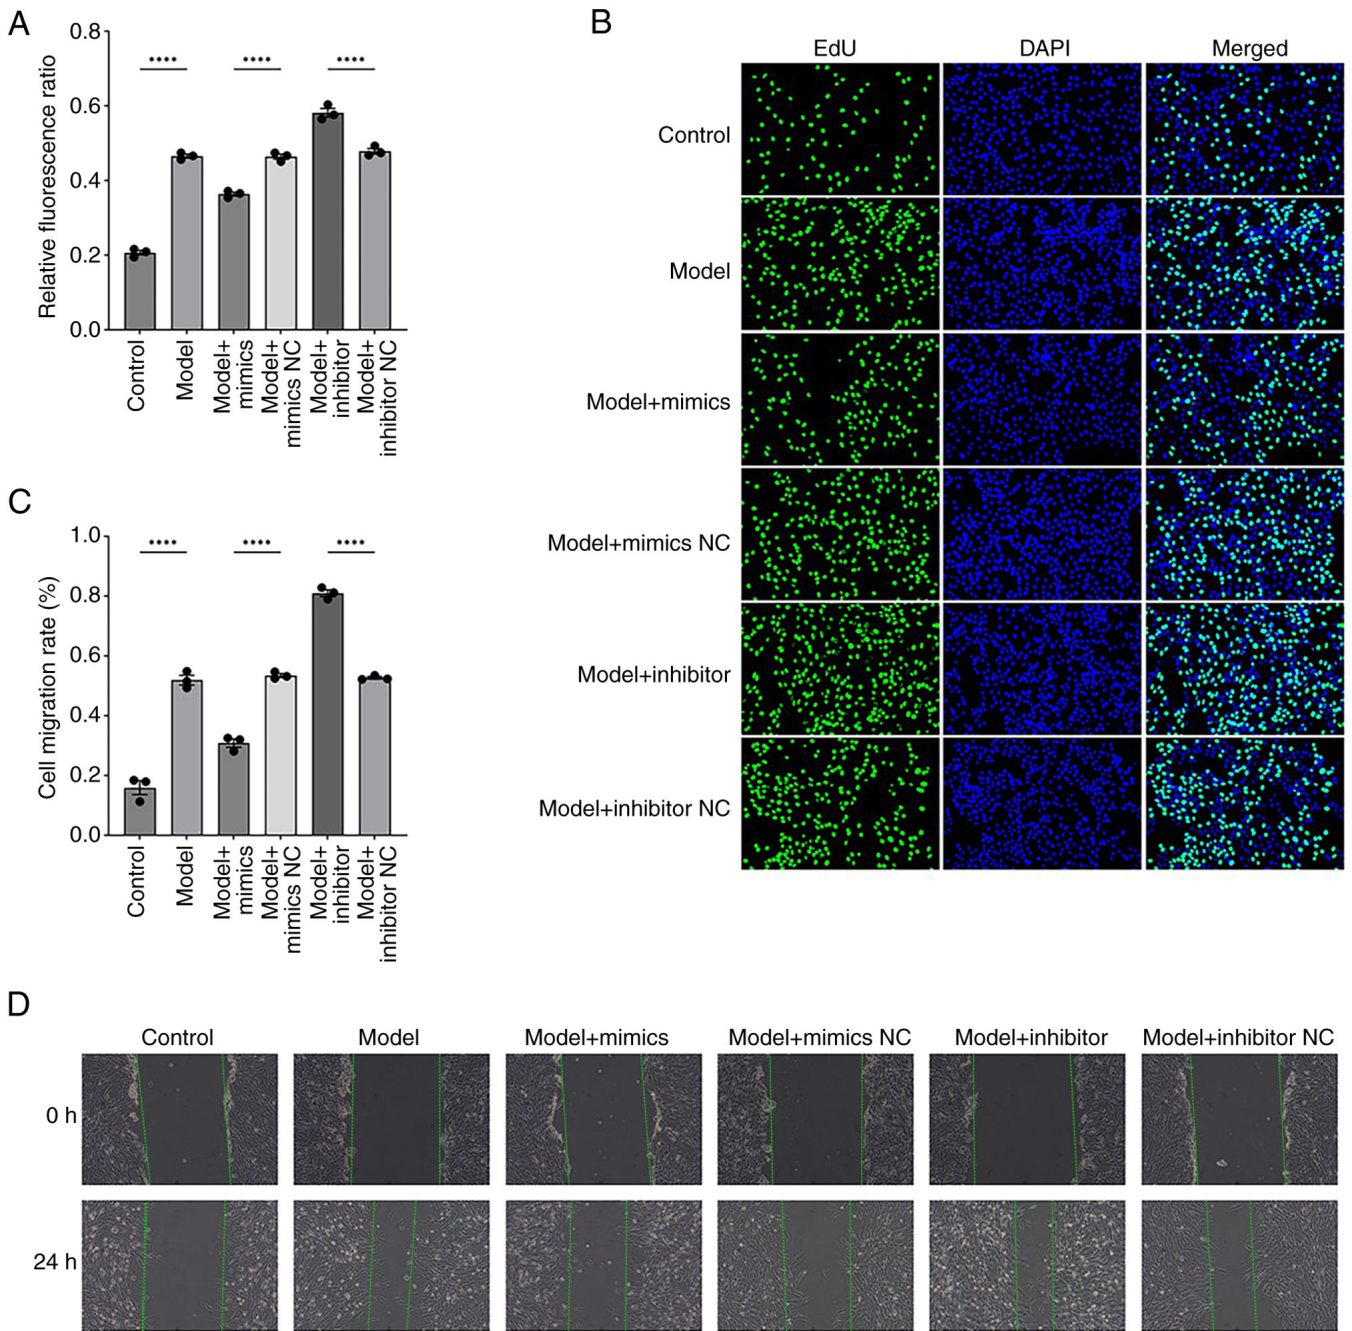 A
Relative fluorescence ratio
0.8
0.6
0.4
0.2
0.0
****
****
****
Control
Model
Model+
mimics
Model+
mimics NC
Model+
inhibitor
Model+
inhibitor NC
B
EdU
DAPI
Merged
Control
Model
Model+mimics
Model+mimics NC
Model+inhibitor
Model+inhibitor NC
C
Cell migration rate (%)
1.0
0.8
0.6
0.4
0.2
0.0
****
****
****
Control
Model
Model+
mimics
Model+
mimics NC
Model+
inhibitor
Model+
inhibitor NC
D
Control
Model
Model+mimics
Model+mimics NC
Model+inhibitor
Model+inhibitor NC
0 h
24 h